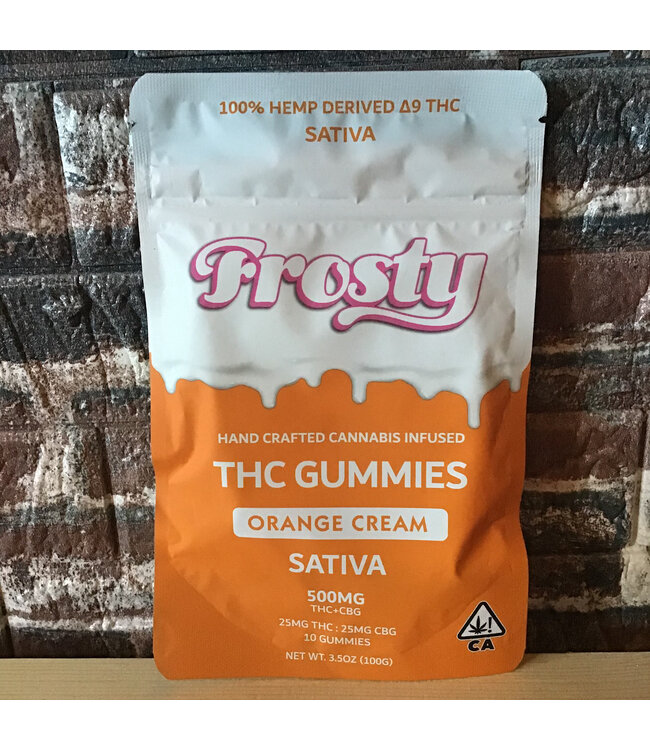 100% HEMP DERIVED Δ9 THC
SATIVA
Frosty
HAND CRAFTED CANNABIS INFUSED
THC GUMMIES
ORANGE CREAM
SATIVA
500MG
THC+CBG
25MG THC : 25MG CBG
10 GUMMIES
NET WT. 3.5OZ (100G)
!
CA